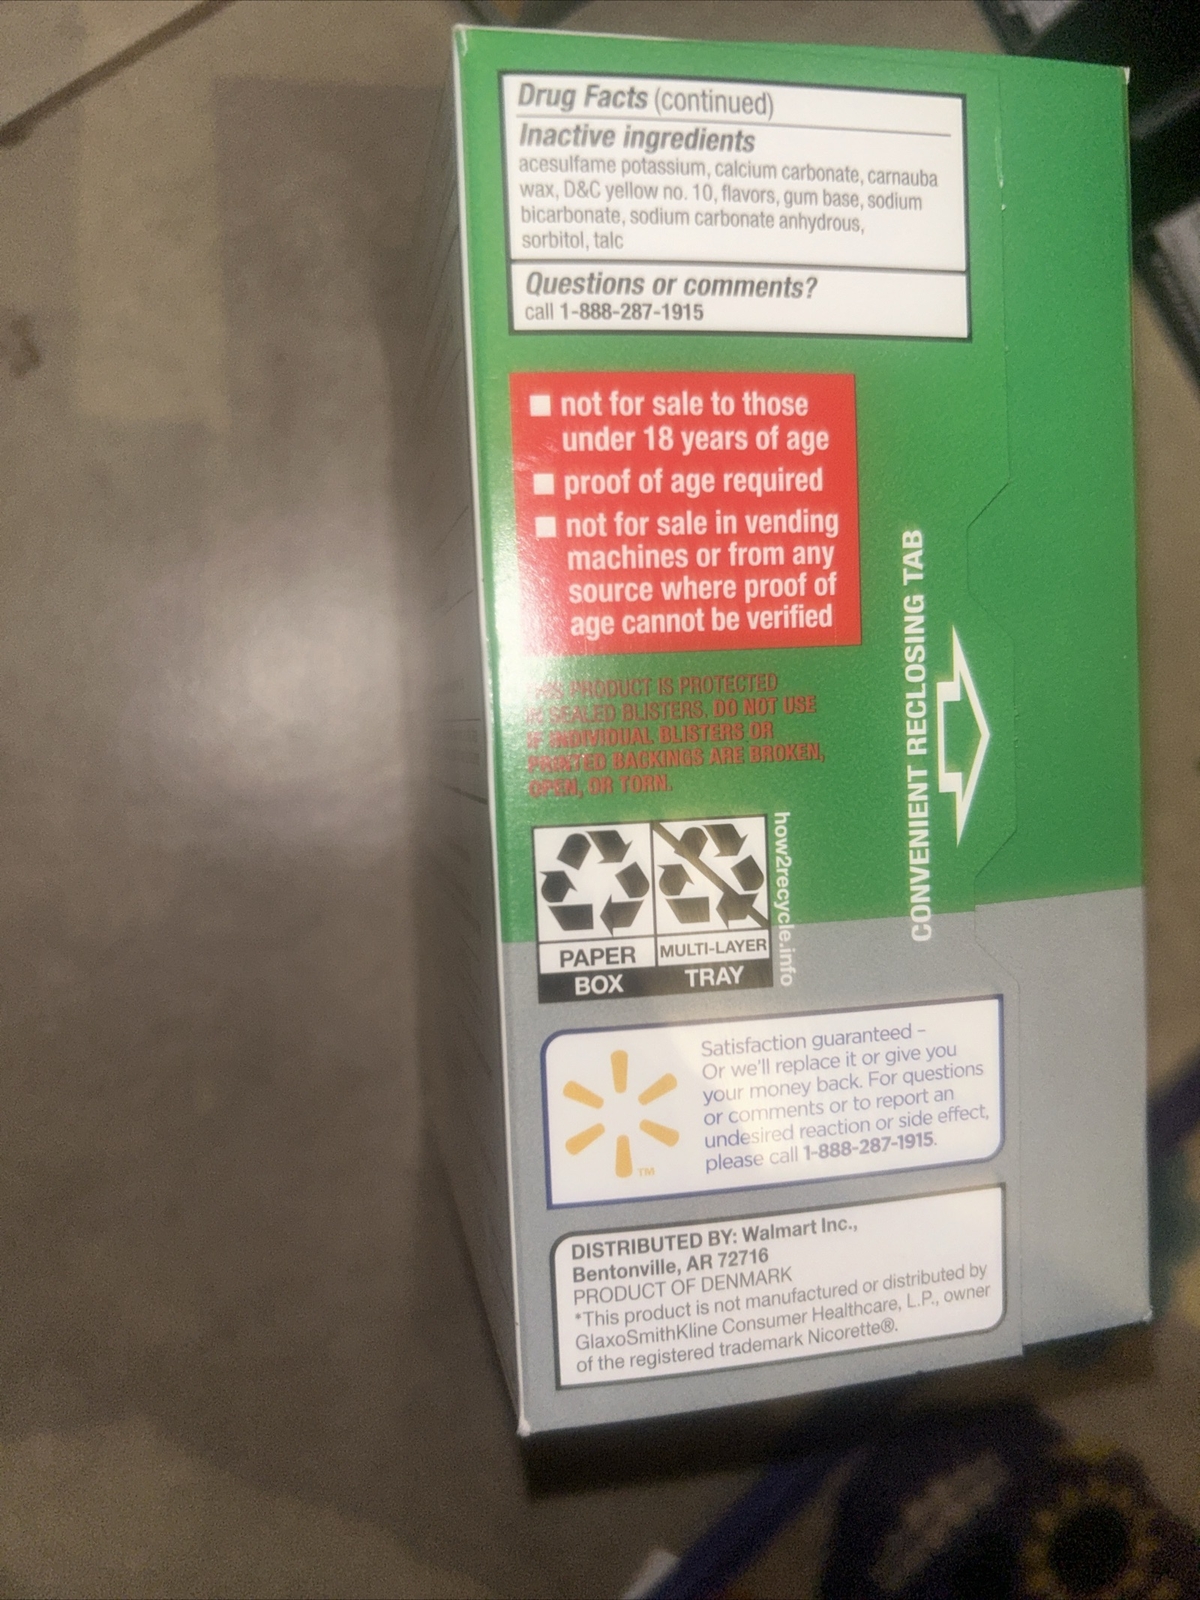 Drug Facts (continued)
Inactive ingredients
acesulfame potassium, calcium carbonate, carnauba
wax, D&C yellow no. 10, flavors, gum base, sodium
bicarbonate, sodium carbonate anhydrous,
sorbitol, talc
Questions or comments?
call 1-888-287-1915
not for sale to those
under 18 years of age
proof of age required
not for sale in vending
machines or from any
source where proof of
age cannot be verified
THIS PRODUCT IS PROTECTED
IN SEALED BLISTERS. DO NOT USE
IF INDIVIDUAL BLISTERS OR
PRINTED BACKINGS ARE BROKEN,
OPEN, OR TORN.
CONVENIENT RECLOSING TAB
PAPER
BOX
MULTI-LAYER
TRAY
how2recycle.info
Satisfaction guaranteed –
Or we'll replace it or give you
your money back. For questions
or comments or to report an
undesired reaction or side effect,
please call 1-888-287-1915.
TM
DISTRIBUTED BY: Walmart Inc.,
Bentonville, AR 72716
PRODUCT OF DENMARK
*This product is not manufactured or distributed by
GlaxoSmithKline Consumer Healthcare, L.P., owner
of the registered trademark Nicorette®.